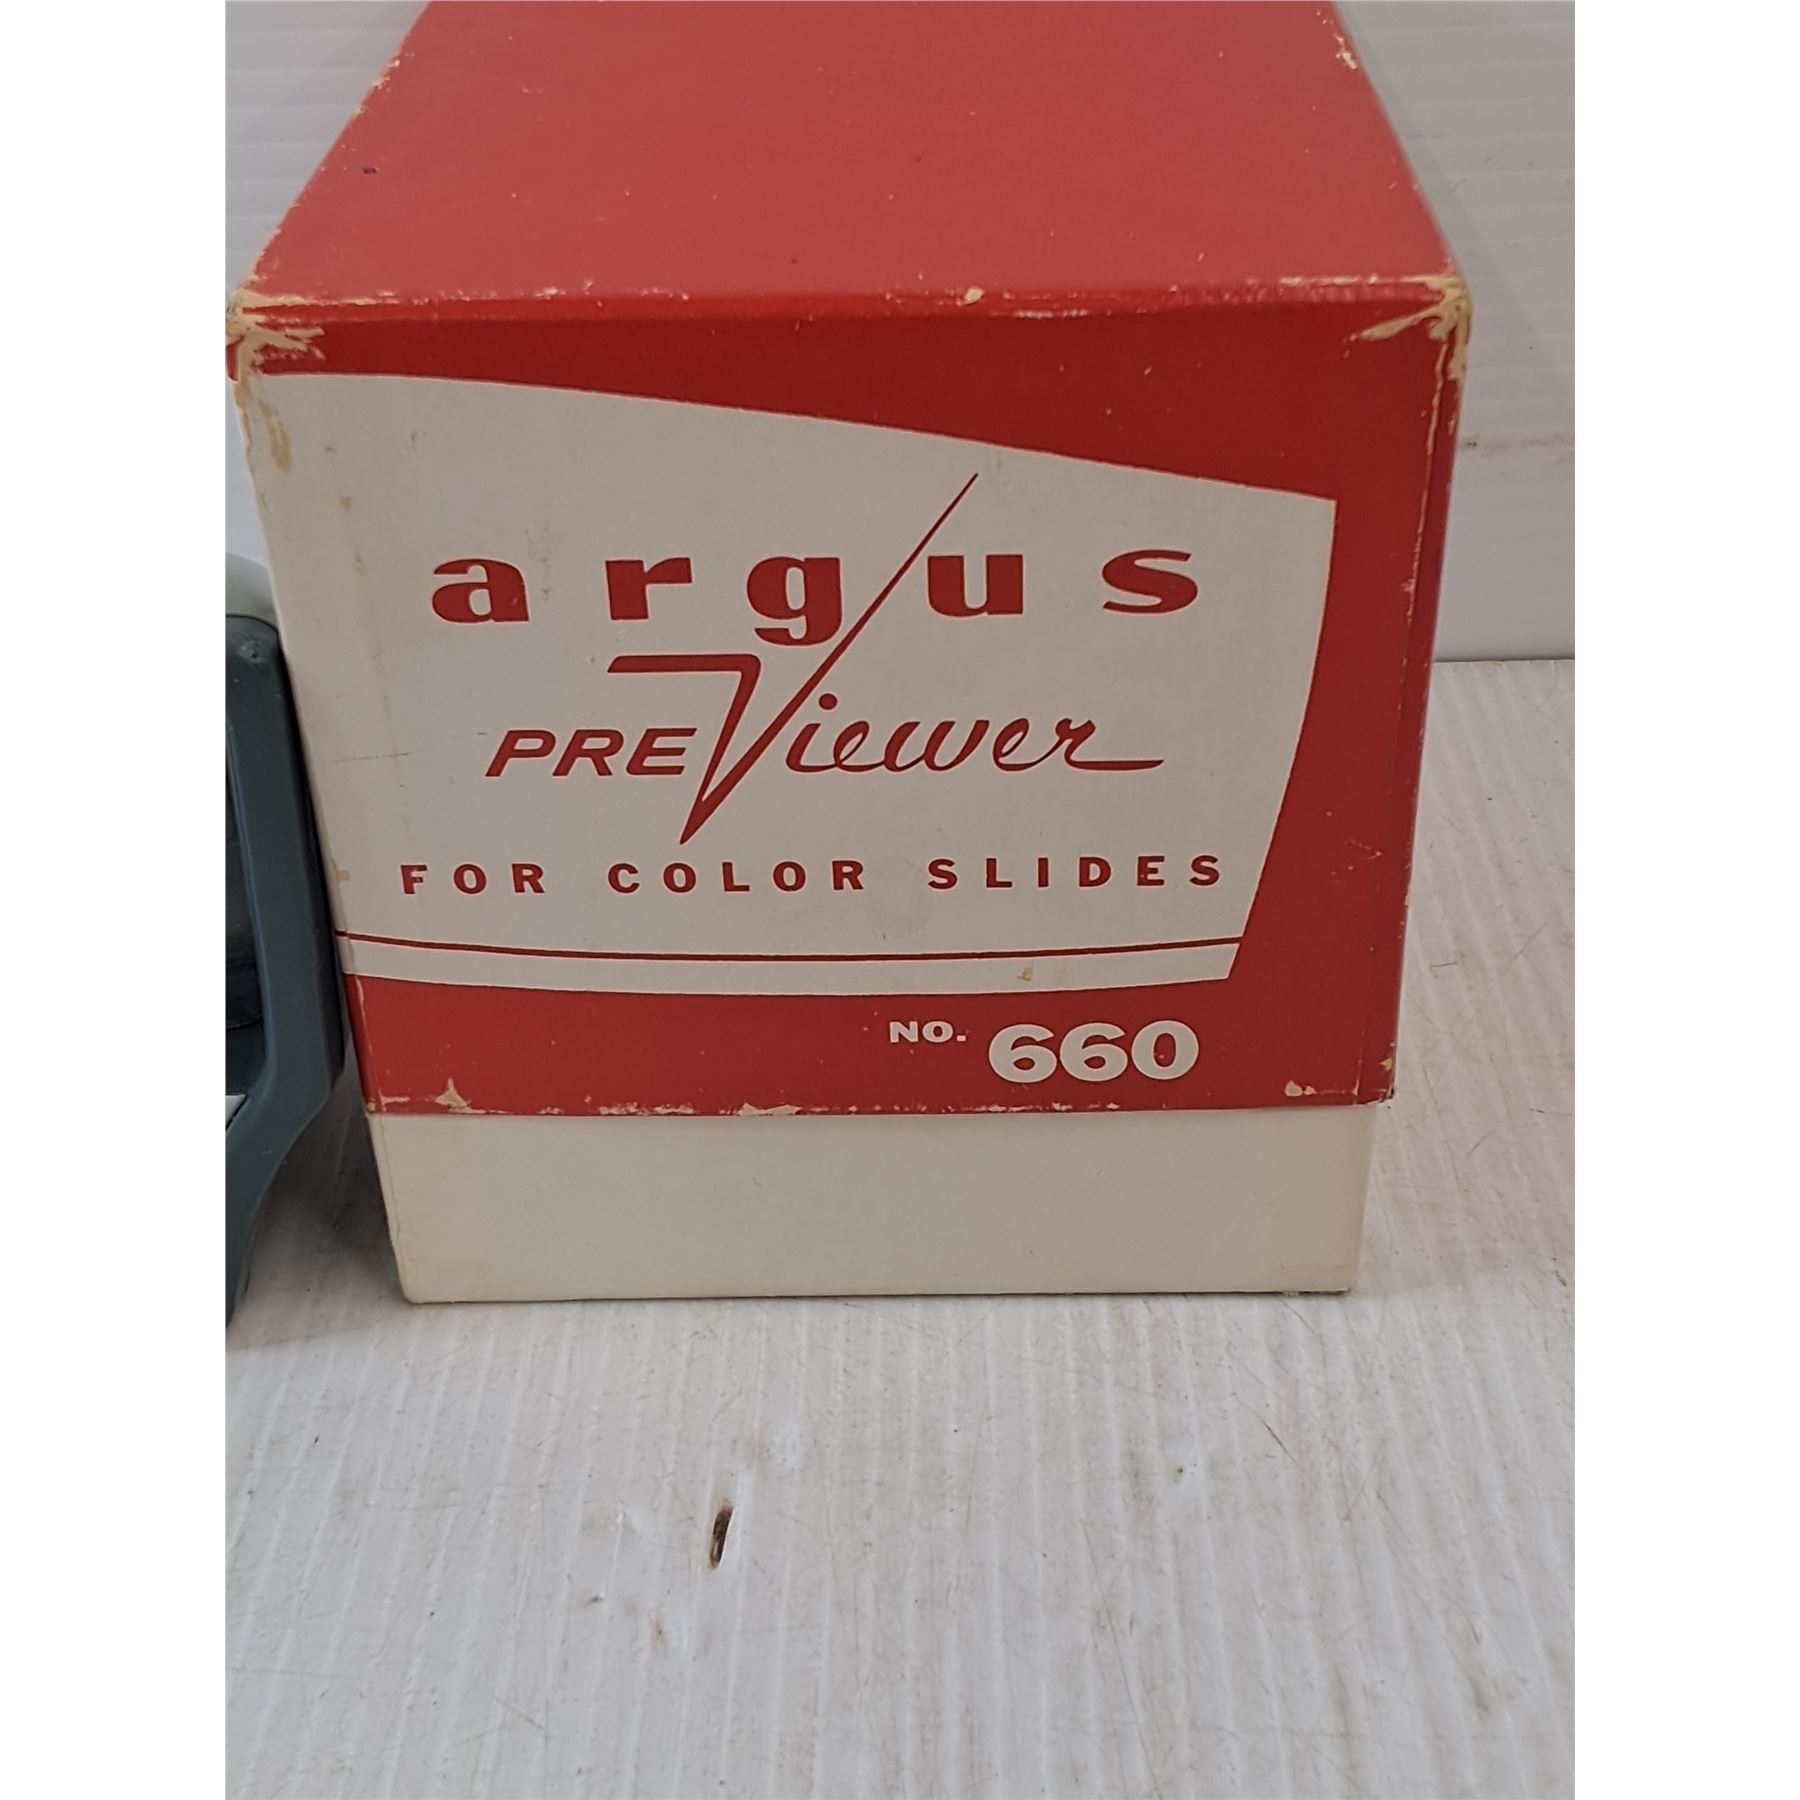 argus
PREViewer
FOR COLOR SLIDES
NO. 660